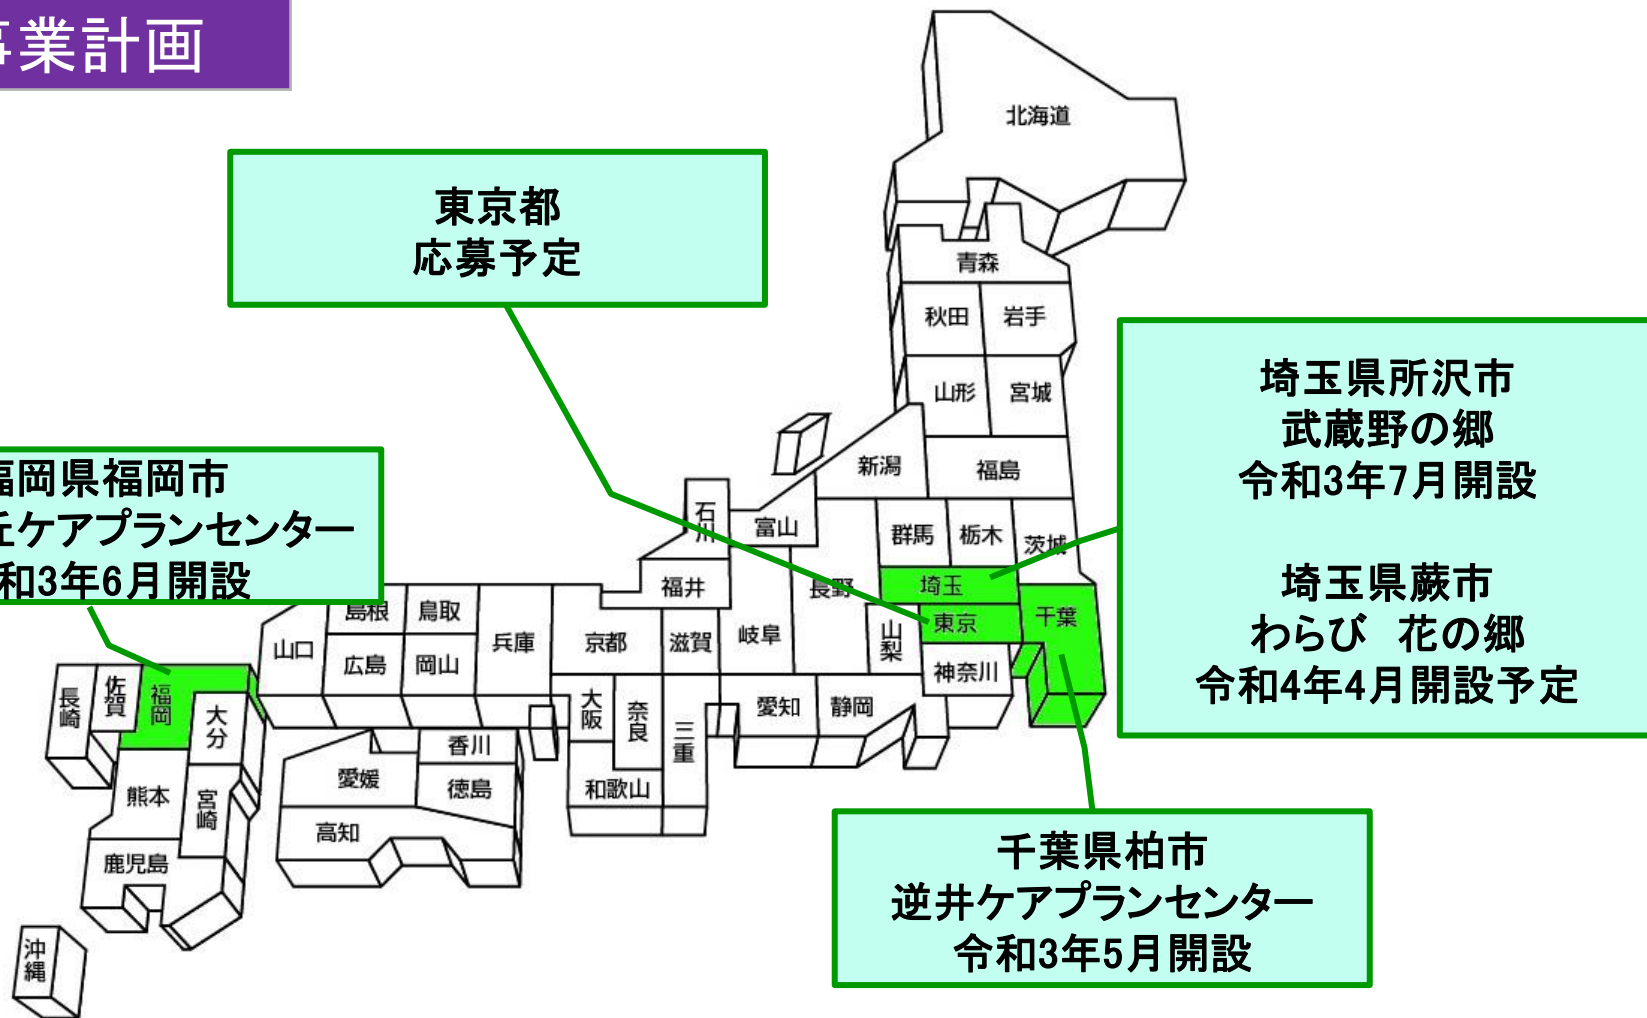 事業計画
北海道
東京都
応募予定
青森
秋田
岩手
山形
宮城
新潟
福島
埼玉県所沢市
武蔵野の郷
令和3年7月開設
埼玉県蕨市
わらび 花の郷
令和4年4月開設予定
福岡県福岡市
丘ケアプランセンター
和3年6月開設
石川
富山
群馬
栃木
茨城
福井
長野
埼玉
東京
千葉
島根
鳥取
兵庫
京都
滋賀
岐阜
山梨
神奈川
山口
広島
岡山
長崎
佐賀
福岡
大分
大阪
奈良
三重
愛知
静岡
香川
愛媛
徳島
和歌山
熊本
宮崎
高知
鹿児島
沖縄
千葉県柏市
逆井ケアプランセンター
令和3年5月開設